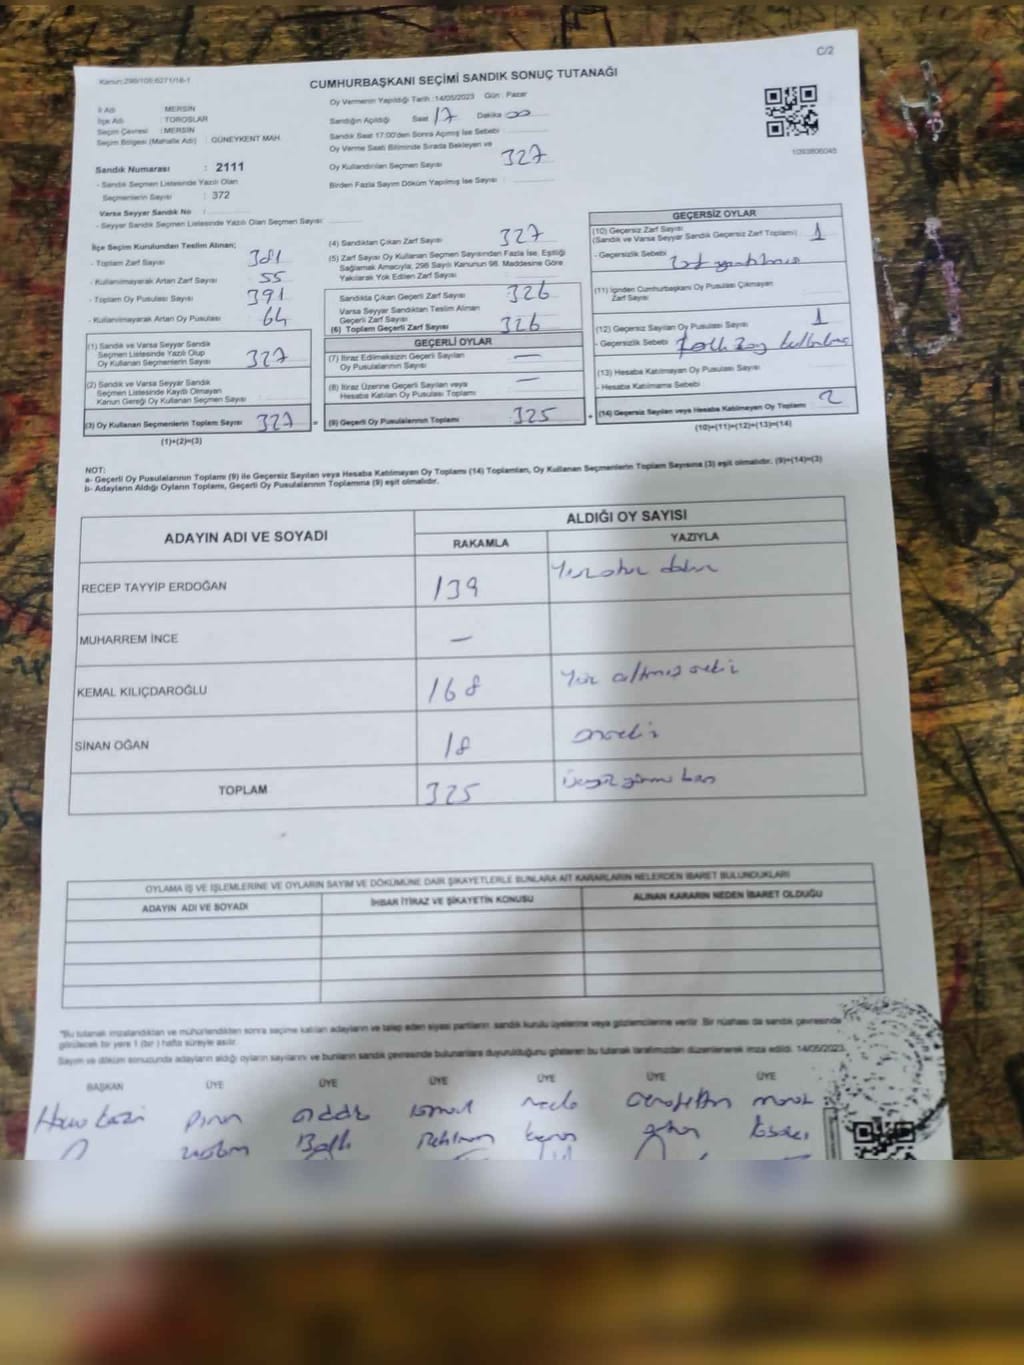 C/2
Kanun:298/105:6271/18-1
CUMHURBAŞKANI SEÇİMİ SANDIK SONUÇ TUTANAĞI
İl Adı : MERSİN
İlçe Adı : TOROSLAR
Seçim Çevresi : MERSİN
Seçim Bölgesi (Mahalle Adı) : GÜNEYKENT MAH.
Oy Vermenin Yapıldığı Tarih :14/05/2023 Gün : Pazar
Sandığın Açıldığı Saat 17 Dakika 00
Sandık Saat 17:00'den Sonra Açılmış İse Sebebi
Oy Verme Saati Bitiminde Sırada Bekleyen ve
Oy Kullandırılan Seçmen Sayısı 327
Birden Fazla Sayım Döküm Yapılmış İse Sayısı :
1093806045
Sandık Numarası : 2111
- Sandık Seçmen Listesinde Yazılı Olan
Seçmenlerin Sayısı : 372
Varsa Seyyar Sandık No :
- Seyyar Sandık Seçmen Listesinde Yazılı Olan Seçmen Sayısı:
İlçe Seçim Kurulundan Teslim Alınan;
- Toplam Zarf Sayısı 381
- Kullanılmayarak Artan Zarf Sayısı 55
- Toplam Oy Pusulası Sayısı 391
- Kullanılmayarak Artan Oy Pusulası 64
(1) Sandık ve Varsa Seyyar Sandık
Seçmen Listesinde Yazılı Olup
Oy Kullanan Seçmenlerin Sayısı 327
(2) Sandık ve Varsa Seyyar Sandık
Seçmen Listesinde Kaydı Olmayan
Kanun Gereği Oy Kullanan Seçmen Sayısı
(3) Oy Kullanan Seçmenlerin Toplam Sayısı 327
(1)+(2)=(3)
(4) Sandıktan Çıkan Zarf Sayısı 327
(5) Zarf Sayısı Oy Kullanan Seçmen Sayısından Fazla İse, Eşitliği
Sağlamak Amacıyla, 298 Sayılı Kanunun 98. Maddesine Göre
Yakılarak Yok Edilen Zarf Sayısı
Sandıkta Çıkan Geçerli Zarf Sayısı 326
Varsa Seyyar Sandıktan Teslim Alınan
Geçerli Zarf Sayısı
(6) Toplam Geçerli Zarf Sayısı 326
GEÇERLİ OYLAR
(7) İtiraz Edilmeksizin Geçerli Sayılan
Oy Pusulasının Sayısı —
(8) İtiraz Üzerine Geçerli Sayılan veya
Hesaba Katılan Oy Pusulası Toplamı —
= (9) Geçerli Oy Pusulalarının Toplamı 325
GEÇERSİZ OYLAR
(10) Geçersiz Zarf Sayısı
(Sandık ve Varsa Seyyar Sandık Geçersiz Zarf Toplamı) 1
- Geçersizlik Sebebi
(11) İçinden Cumhurbaşkanı Oy Pusulası Çıkmayan
Zarf Sayısı
(12) Geçersiz Sayılan Oy Pusulası Sayısı 1
- Geçersizlik Sebebi
(13) Hesaba Katılmayan Oy Pusulası Sayısı
- Hesaba Katılmama Sebebi
+ (14) Geçersiz Sayılan veya Hesaba Katılmayan Oy Toplamı 2
(10)+(11)+(12)+(13)=(14)
NOT:
a- Geçerli Oy Pusulasının Toplamı (9) ile Geçersiz Sayılan veya Hesaba Katılmayan Oy Toplamı (14) Toplamları, Oy Kullanan Seçmenlerin Toplam Sayısına (3) eşit olmalıdır. (9)+(14)=(3)
b- Adayların Aldığı Oyların Toplamı, Geçerli Oy Pusulalarının Toplamına (9) eşit olmalıdır.
ADAYIN ADI VE SOYADI
ALDIĞI OY SAYISI
RAKAMLA YAZIYLA
RECEP TAYYİP ERDOĞAN 139 Yüz otuz dokuz
MUHARREM İNCE —
KEMAL KILIÇDAROĞLU 168 Yüz altmış sekiz
SİNAN OĞAN 18 onsekiz
TOPLAM 325 Üçyüz yirmi beş
OYLAMA İŞ VE İŞLEMLERİNE VE OYLARIN SAYIM VE DÖKÜMÜNE DAİR ŞİKAYETLERLE BUNLARA AİT KARARLARIN NELERDEN İBARET BULUNDUKLARI
ADAYIN ADI VE SOYADI
İHBAR İTİRAZ VE ŞİKAYETİN KONUSU
ALINAN KARARIN NEDEN İBARET OLDUĞU
"Bu tutanak imzalandıktan ve mühürlendikten sonra seçime katılan adayların ve talep eden siyasi partilerin, sandık kurulu üyelerine veya gözlemcilerine verilir. Bir nüshası da sandık çevresinde
görülecek bir yere 1 (bir) hafta süreyle asılır.
Sayım ve döküm sonucunda adayların aldığı oyların sayılarını ve bunların sandık çevresinde bulunanlara duyurulduğunu gösteren bu tutanak tarafımızdan düzenlenerek imza edildi. 14/05/2023
BAŞKAN ÜYE ÜYE ÜYE ÜYE ÜYE ÜYE